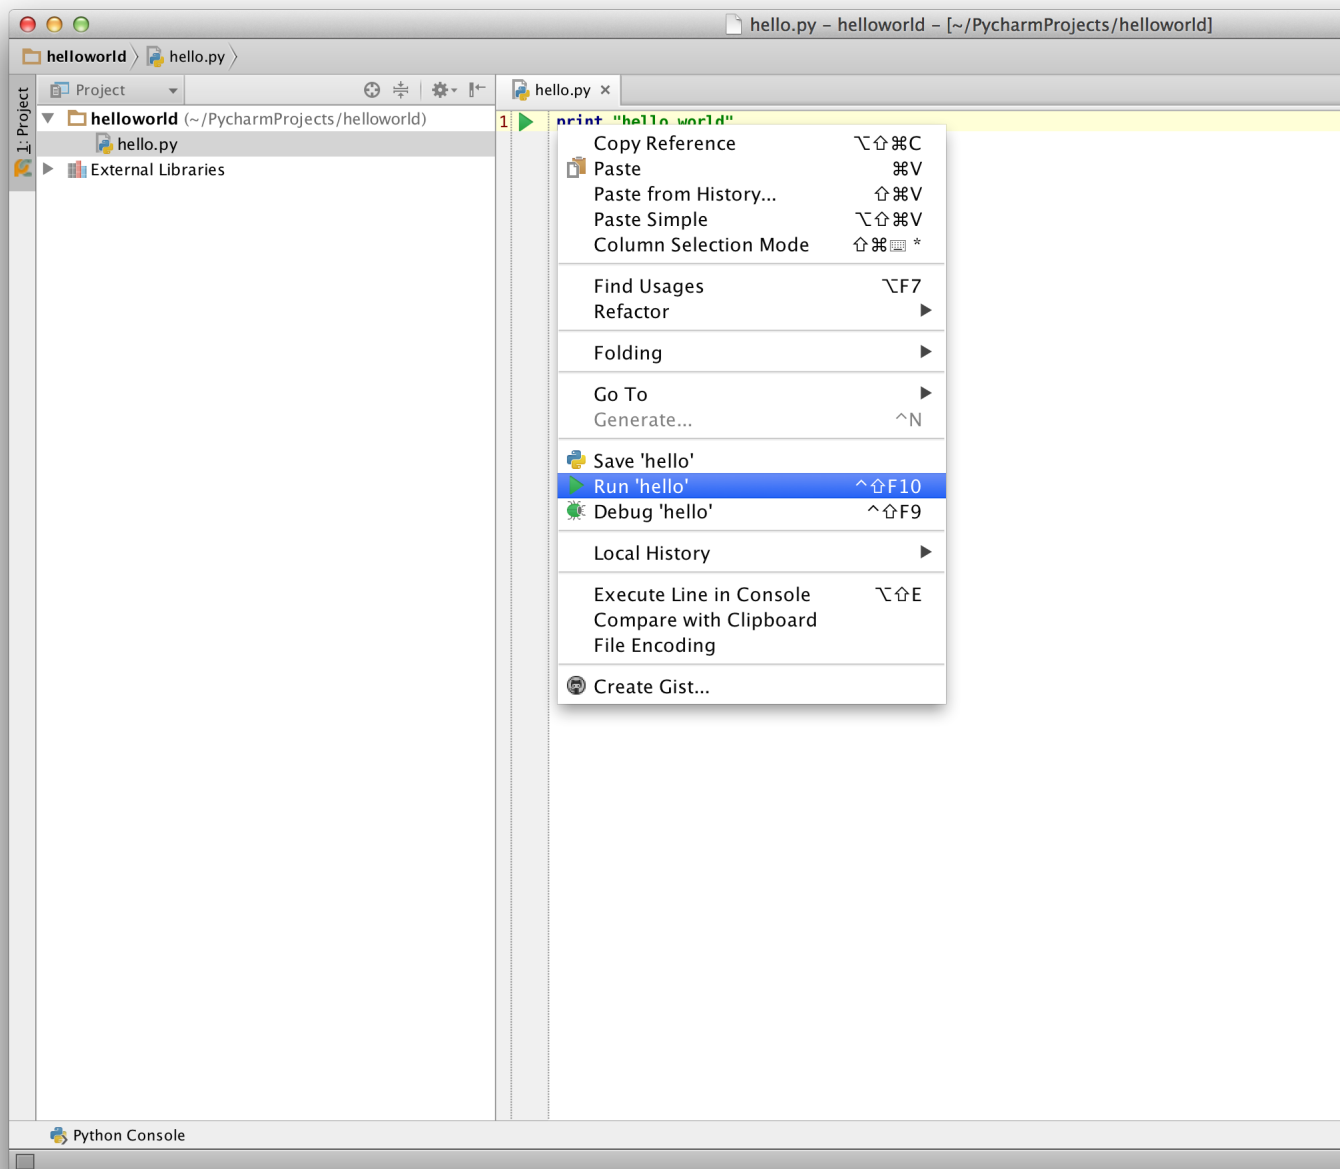 hello.py – helloworld – [~/PycharmProjects/helloworld]
helloworld hello.py
1: Project
Project
helloworld (~/PycharmProjects/helloworld)
hello.py
External Libraries
hello.py ×
1 print "hello world"
Copy Reference ⌥⇧⌘C
Paste ⌘V
Paste from History... ⇧⌘V
Paste Simple ⌥⇧⌘V
Column Selection Mode ⇧⌘⌨ *
Find Usages ⌥F7
Refactor
Folding
Go To
Generate... ^N
Save 'hello'
Run 'hello' ^⇧F10
Debug 'hello' ^⇧F9
Local History
Execute Line in Console ⌥⇧E
Compare with Clipboard
File Encoding
Create Gist...
Python Console